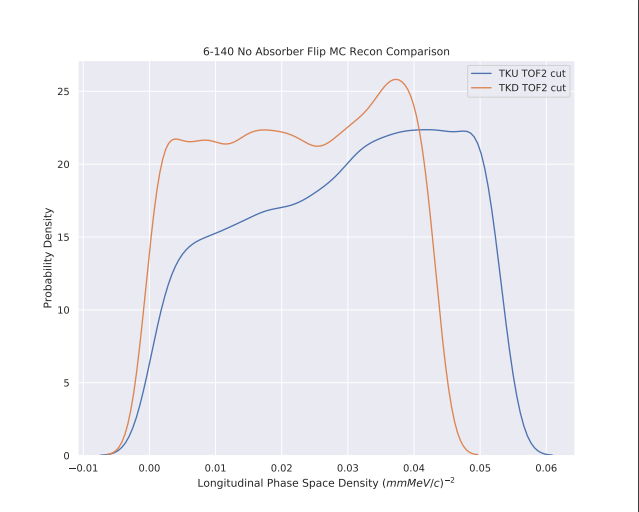 6-140 No Absorber Flip MC Recon Comparison
TKU TOF2 cut
TKD TOF2 cut
Probability Density
25
20
15
10
5
0
−0.01 0.00 0.01 0.02 0.03 0.04 0.05 0.06
Longitudinal Phase Space Density (mmMeV/c)⁻²